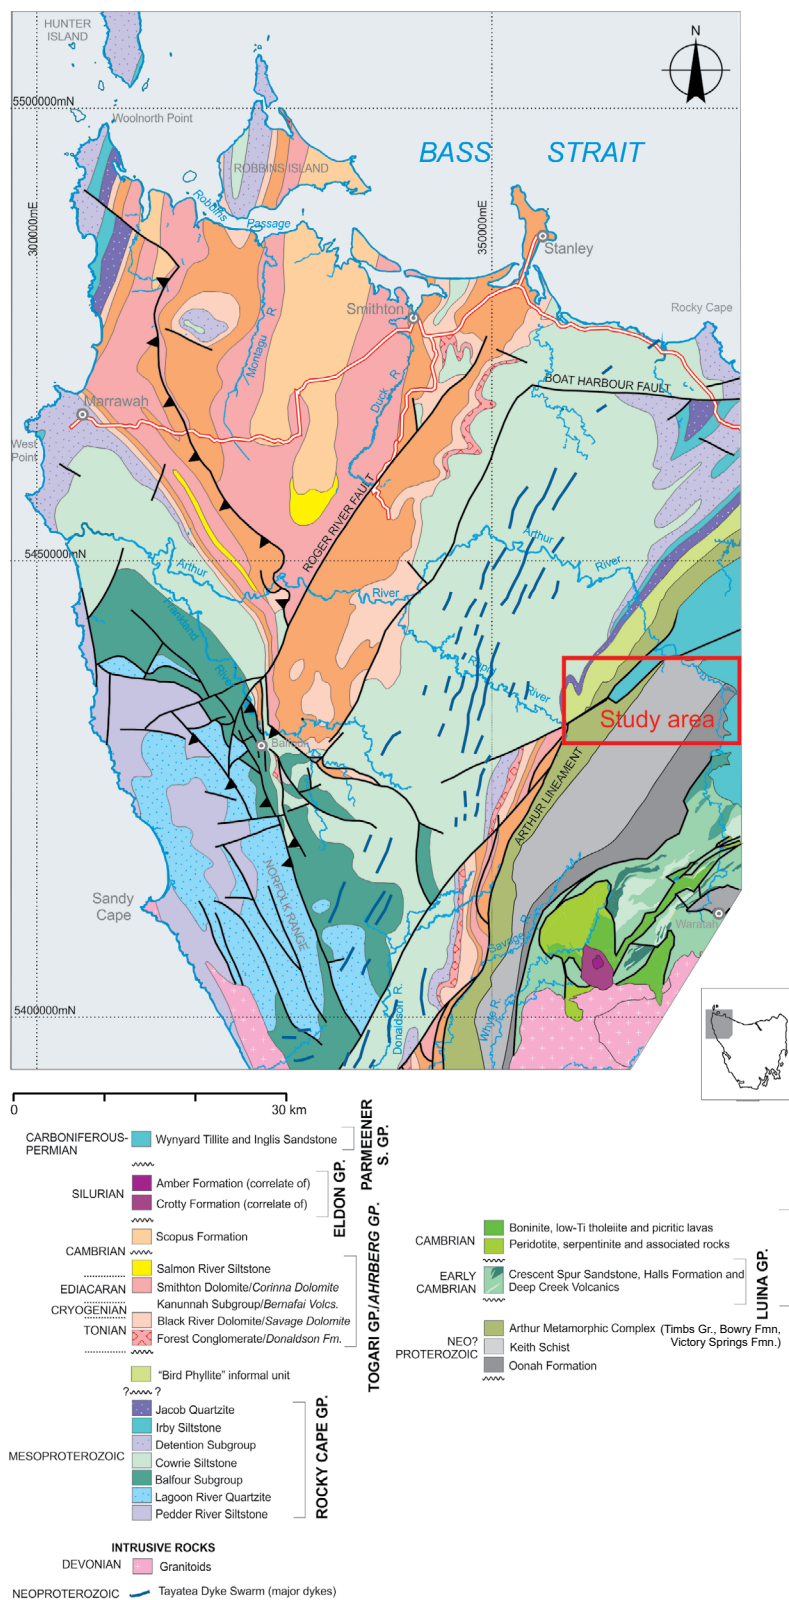 HUNTER
ISLAND
N
5500000mN
Woolnorth Point
BASS STRAIT
ROBBINS ISLAND
Robbins
Passage
300000mE
350000mE
Stanley
Rocky Cape
Smithton
Montagu R
Duck R
BOAT HARBOUR FAULT
Marrawah
West
Point
ROGER RIVER FAULT
5450000mN
Arthur
River
Arthur
River
Frankland
River
Rapid
River
Study area
Balfour
ARTHUR LINEAMENT
NORFOLK RANGE
Sandy
Cape
Savage R.
Waratah
5400000mN
Donaldson R.
White R.
0
30 km
CARBONIFEROUS-
PERMIAN
Wynyard Tillite and Inglis Sandstone
PARMEENER
S. GP.
SILURIAN
Amber Formation (correlate of)
Crotty Formation (correlate of)
ELDON GP.
Scopus Formation
CAMBRIAN
Salmon River Siltstone
EDIACARAN
Smithton Dolomite/Corinna Dolomite
CRYOGENIAN
Kanunnah Subgroup/Bernafai Volcs.
Black River Dolomite/Savage Dolomite
TONIAN
Forest Conglomerate/Donaldson Fm.
TOGARI GP./AHRBERG GP.
"Bird Phyllite" informal unit
? ?
Jacob Quartzite
Irby Siltstone
Detention Subgroup
MESOPROTEROZOIC
Cowrie Siltstone
Balfour Subgroup
Lagoon River Quartzite
Pedder River Siltstone
ROCKY CAPE GP.
INTRUSIVE ROCKS
DEVONIAN
Granitoids
NEOPROTEROZOIC
Tayatea Dyke Swarm (major dykes)
CAMBRIAN
Boninite, low-Ti tholeiite and picritic lavas
Peridotite, serpentinite and associated rocks
EARLY
CAMBRIAN
Crescent Spur Sandstone, Halls Formation and
Deep Creek Volcanics
LUINA GP.
NEO?
PROTEROZOIC
Arthur Metamorphic Complex (Timbs Gr., Bowry Fmn,
Victory Springs Fmn.)
Keith Schist
Oonah Formation